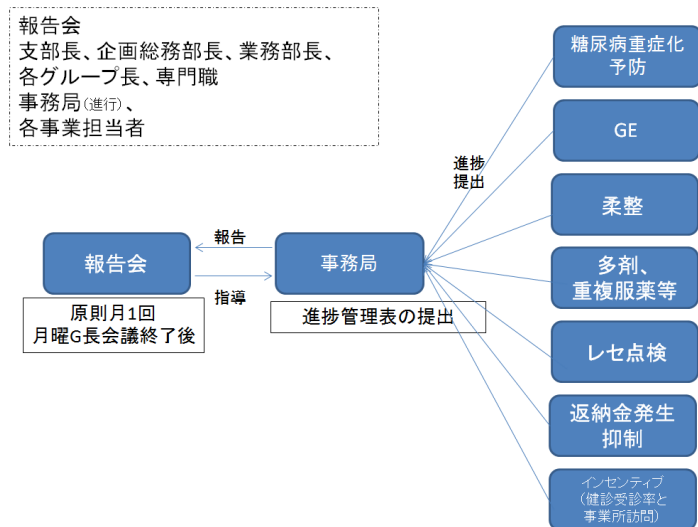 報告会
支部長、企画総務部長、業務部長、
各グループ長、専門職
事務局(進行)、
各事業担当者
糖尿病重症化
予防
GE
進捗
提出
柔整
報告
報告会
事務局
多剤、
重複服薬等
指導
原則月1回
月曜G長会議終了後
進捗管理表の提出
レセ点検
返納金発生
抑制
インセンティブ
(健診受診率と
事業所訪問)